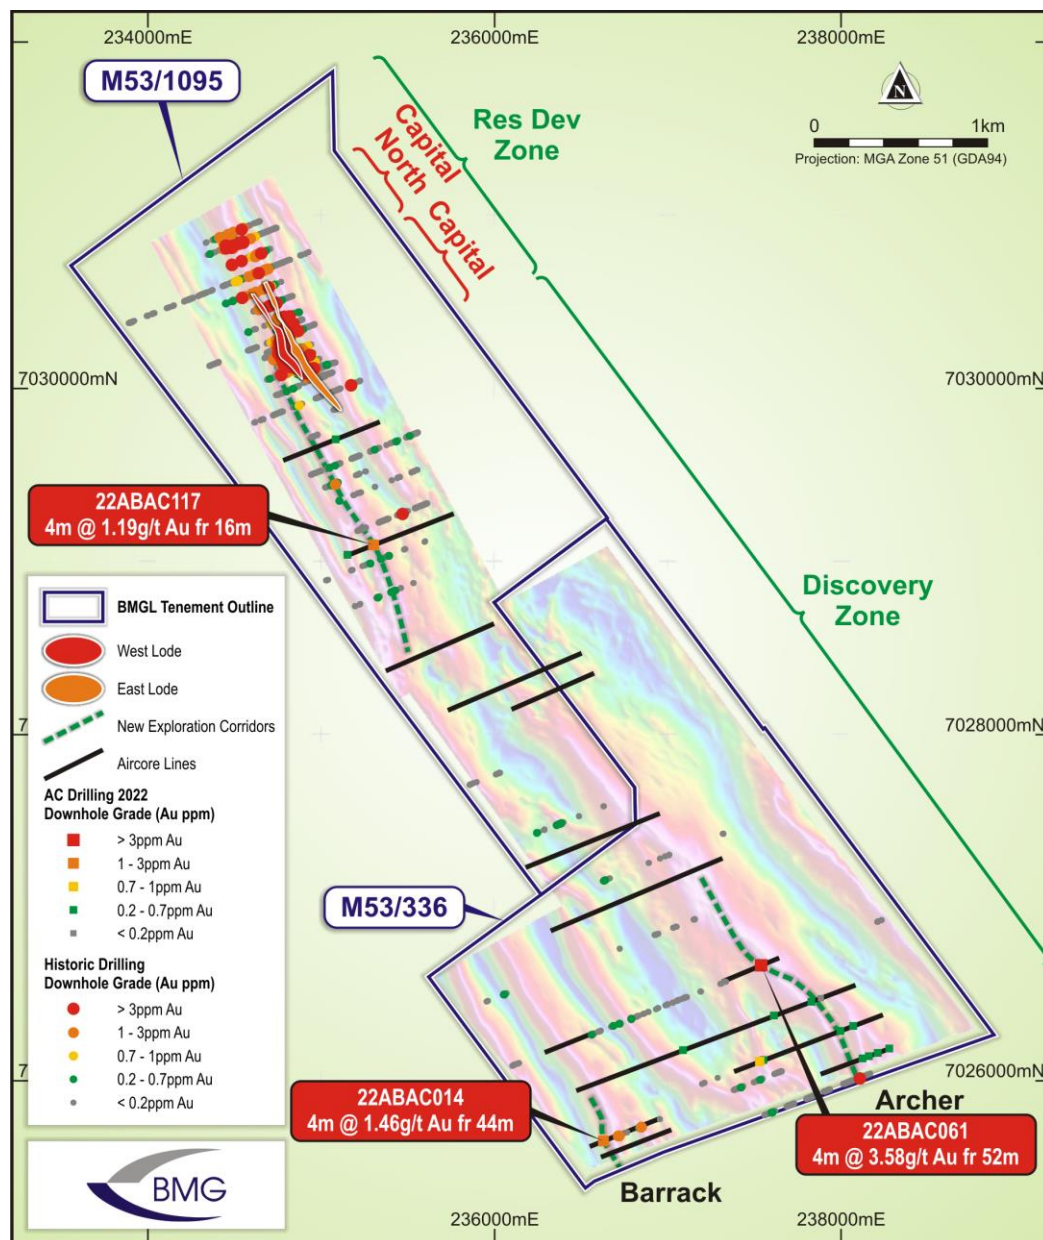 234000mE
236000mE
238000mE
M53/1095
Res Dev
Zone
Capital
North
Capital
N
0
1km
Projection: MGA Zone 51 (GDA94)
7030000mN
7030000mN
22ABAC117
4m @ 1.19g/t Au fr 16m
Discovery
Zone
BMGL Tenement Outline
West Lode
East Lode
New Exploration Corridors
Aircore Lines
AC Drilling 2022
Downhole Grade (Au ppm)
> 3ppm Au
1 - 3ppm Au
0.7 - 1ppm Au
0.2 - 0.7ppm Au
< 0.2ppm Au
Historic Drilling
Downhole Grade (Au ppm)
> 3ppm Au
1 - 3ppm Au
0.7 - 1ppm Au
0.2 - 0.7ppm Au
< 0.2ppm Au
7
7028000mN
M53/336
7
7026000mN
22ABAC014
4m @ 1.46g/t Au fr 44m
Archer
22ABAC061
4m @ 3.58g/t Au fr 52m
Barrack
BMG
236000mE
238000mE